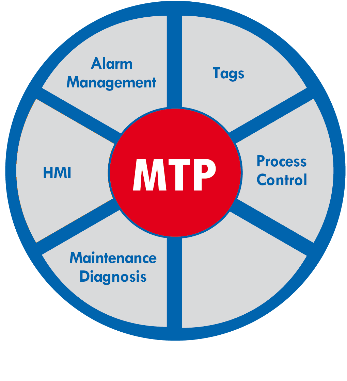 Alarm
Management
Tags
HMI
MTP
Process
Control
Maintenance
Diagnosis